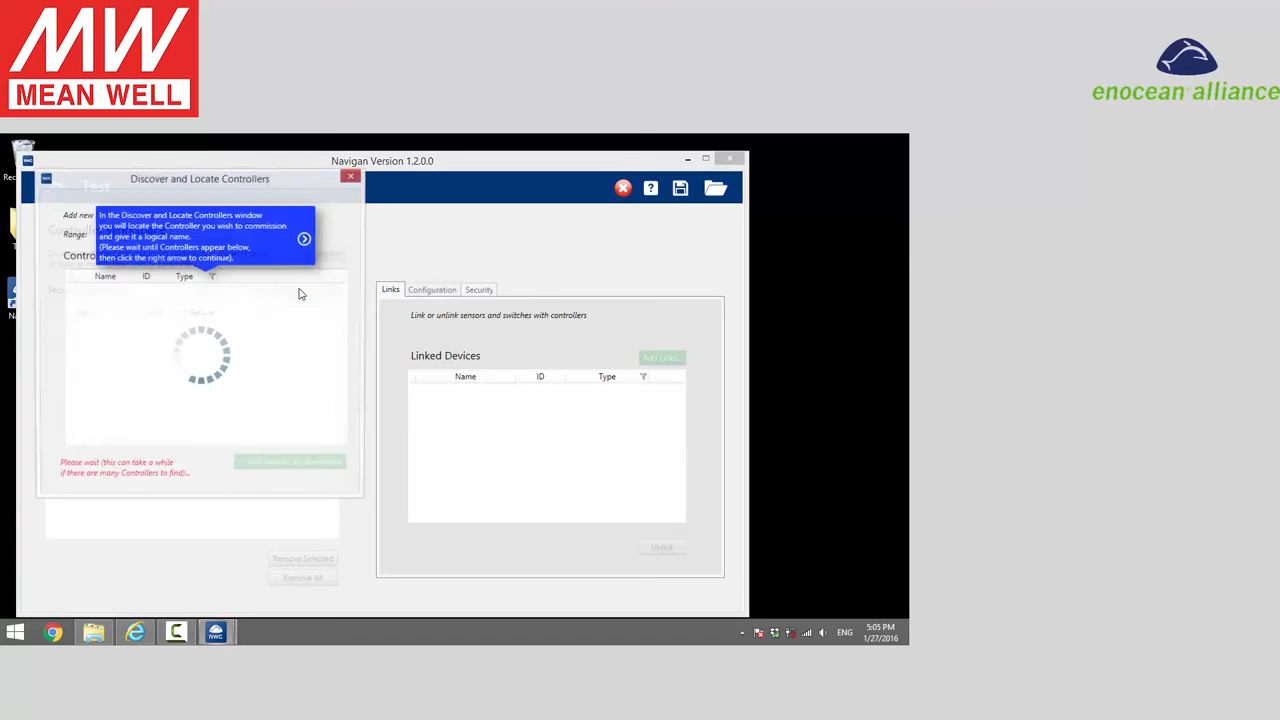 MW
MEAN WELL
enocean alliance
Navigan Version 1.2.0.0
Discover and Locate Controllers
Test
Add new
In the Discover and Locate Controllers window
you will locate the Controller you wish to commission
and give it a logical name.
(Please wait until Controllers appear below,
then click the right arrow to continue).
Range:
Name ID Type
Links Configuration Security
Link or unlink sensors and switches with controllers
Linked Devices Add Links...
Name ID Type
Please wait (this can take a while
if there are many Controllers to find)...
Unlink
Remove Selected
Remove All
NWC
ENG
5:05 PM
1/27/2016